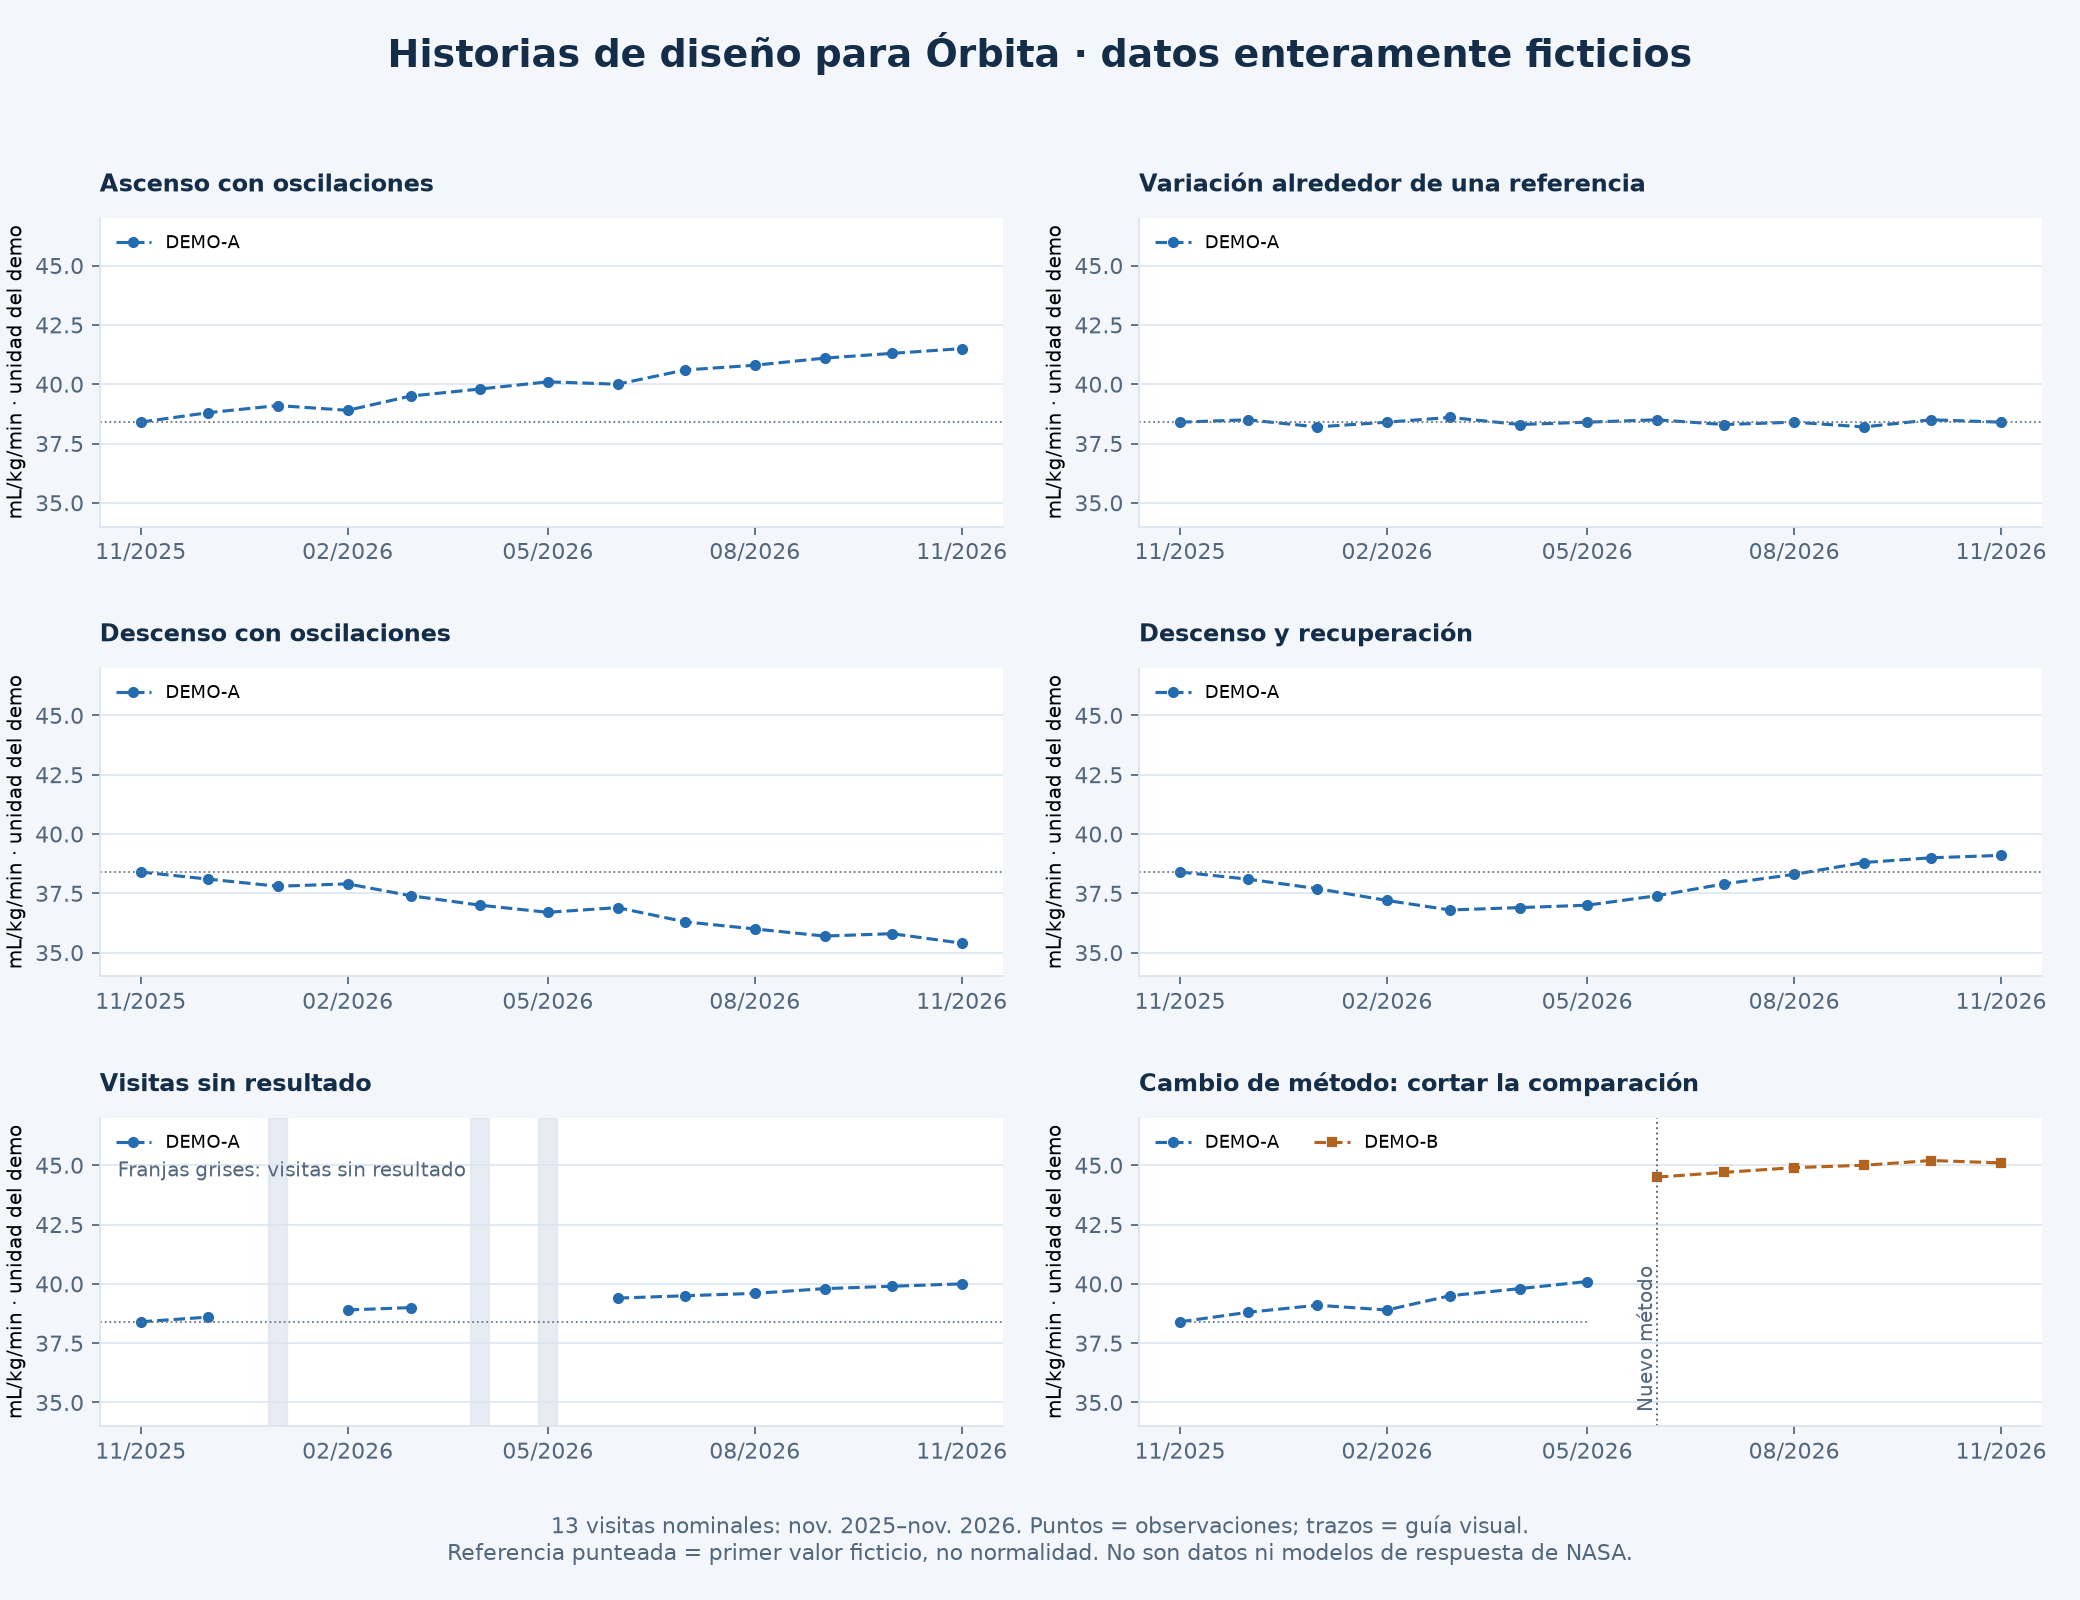 Historias de diseño para Órbita · datos enteramente ficticios
Ascenso con oscilaciones
mL/kg/min · unidad del demo
DEMO-A
45.0
42.5
40.0
37.5
35.0
11/2025
02/2026
05/2026
08/2026
11/2026
Variación alrededor de una referencia
mL/kg/min · unidad del demo
DEMO-A
45.0
42.5
40.0
37.5
35.0
11/2025
02/2026
05/2026
08/2026
11/2026
Descenso con oscilaciones
mL/kg/min · unidad del demo
DEMO-A
45.0
42.5
40.0
37.5
35.0
11/2025
02/2026
05/2026
08/2026
11/2026
Descenso y recuperación
mL/kg/min · unidad del demo
DEMO-A
45.0
42.5
40.0
37.5
35.0
11/2025
02/2026
05/2026
08/2026
11/2026
Visitas sin resultado
mL/kg/min · unidad del demo
DEMO-A
Franjas grises: visitas sin resultado
45.0
42.5
40.0
37.5
35.0
11/2025
02/2026
05/2026
08/2026
11/2026
Cambio de método: cortar la comparación
mL/kg/min · unidad del demo
DEMO-A
DEMO-B
45.0
42.5
40.0
37.5
35.0
Nuevo método
11/2025
02/2026
05/2026
08/2026
11/2026
13 visitas nominales: nov. 2025–nov. 2026. Puntos = observaciones; trazos = guía visual.
Referencia punteada = primer valor ficticio, no normalidad. No son datos ni modelos de respuesta de NASA.